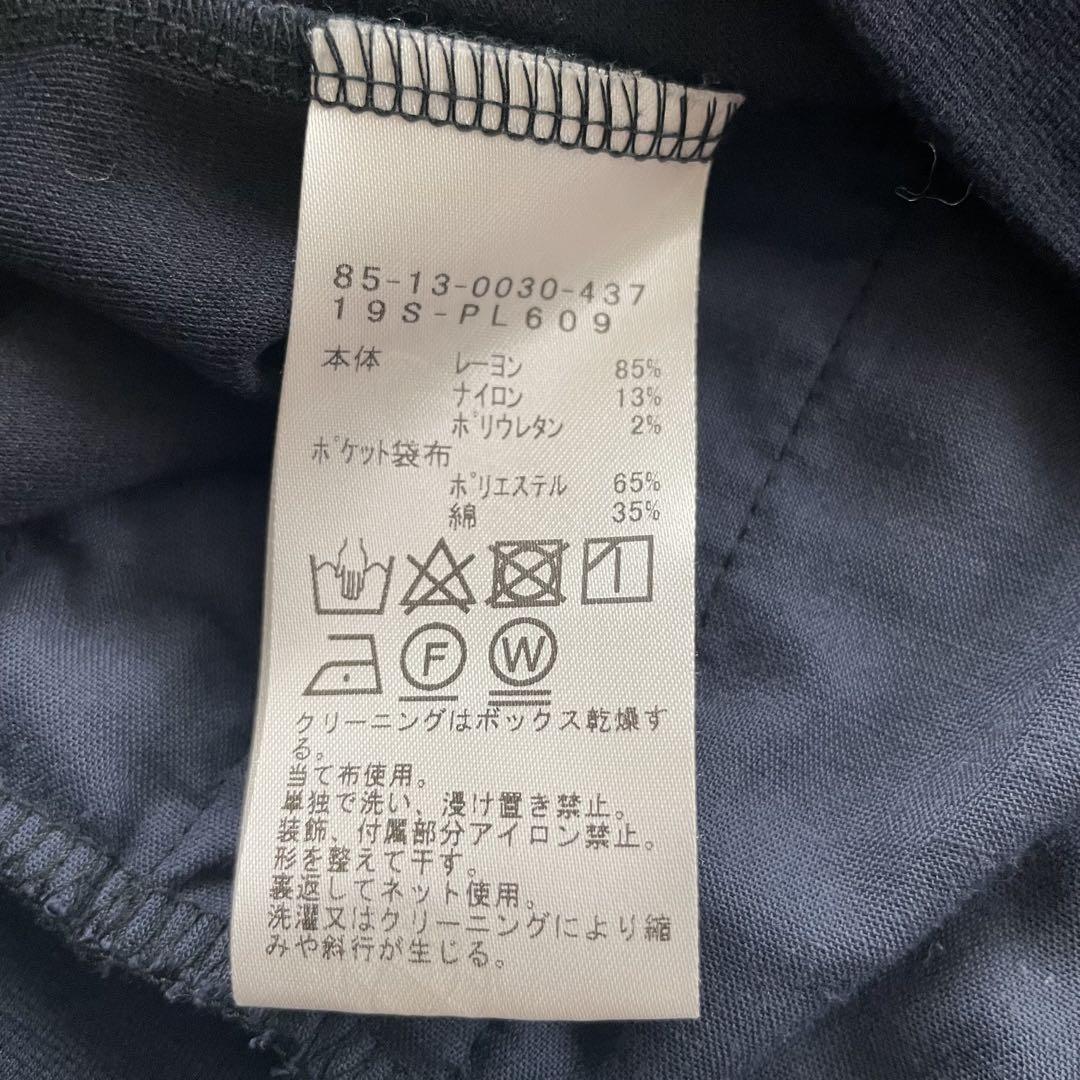 85-13-0030-437
19S-PL609
本体 レーヨン 85%
ナイロン 13%
ポリウレタン 2%
ポケット袋布
ポリエステル 65%
綿 35%
F W
クリーニングはボックス乾燥す
る。
当て布使用。
単独で洗い、浸け置き禁止。
装飾、付属部分アイロン禁止。
形を整えて干す。
裏返してネット使用。
洗濯又はクリーニングにより縮
みや斜行が生じる。